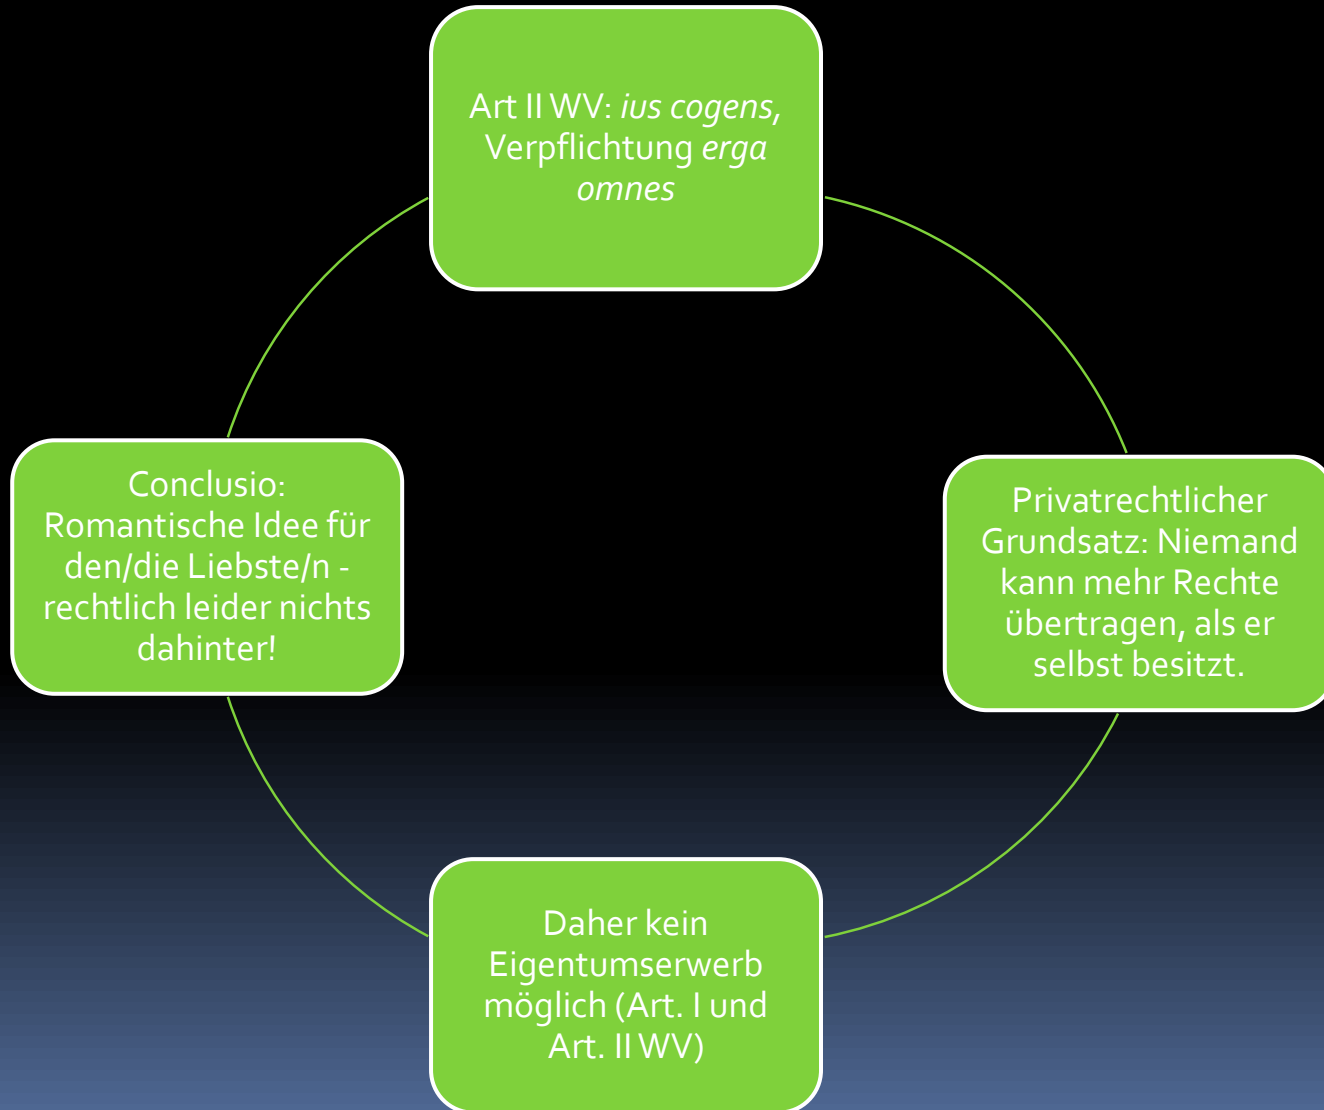 Art II WV: ius cogens,
Verpflichtung erga
omnes
Privatrechtlicher
Grundsatz: Niemand
kann mehr Rechte
übertragen, als er
selbst besitzt.
Daher kein
Eigentumserwerb
möglich (Art. I und
Art. II WV)
Conclusio:
Romantische Idee für
den/die Liebste/n -
rechtlich leider nichts
dahinter!